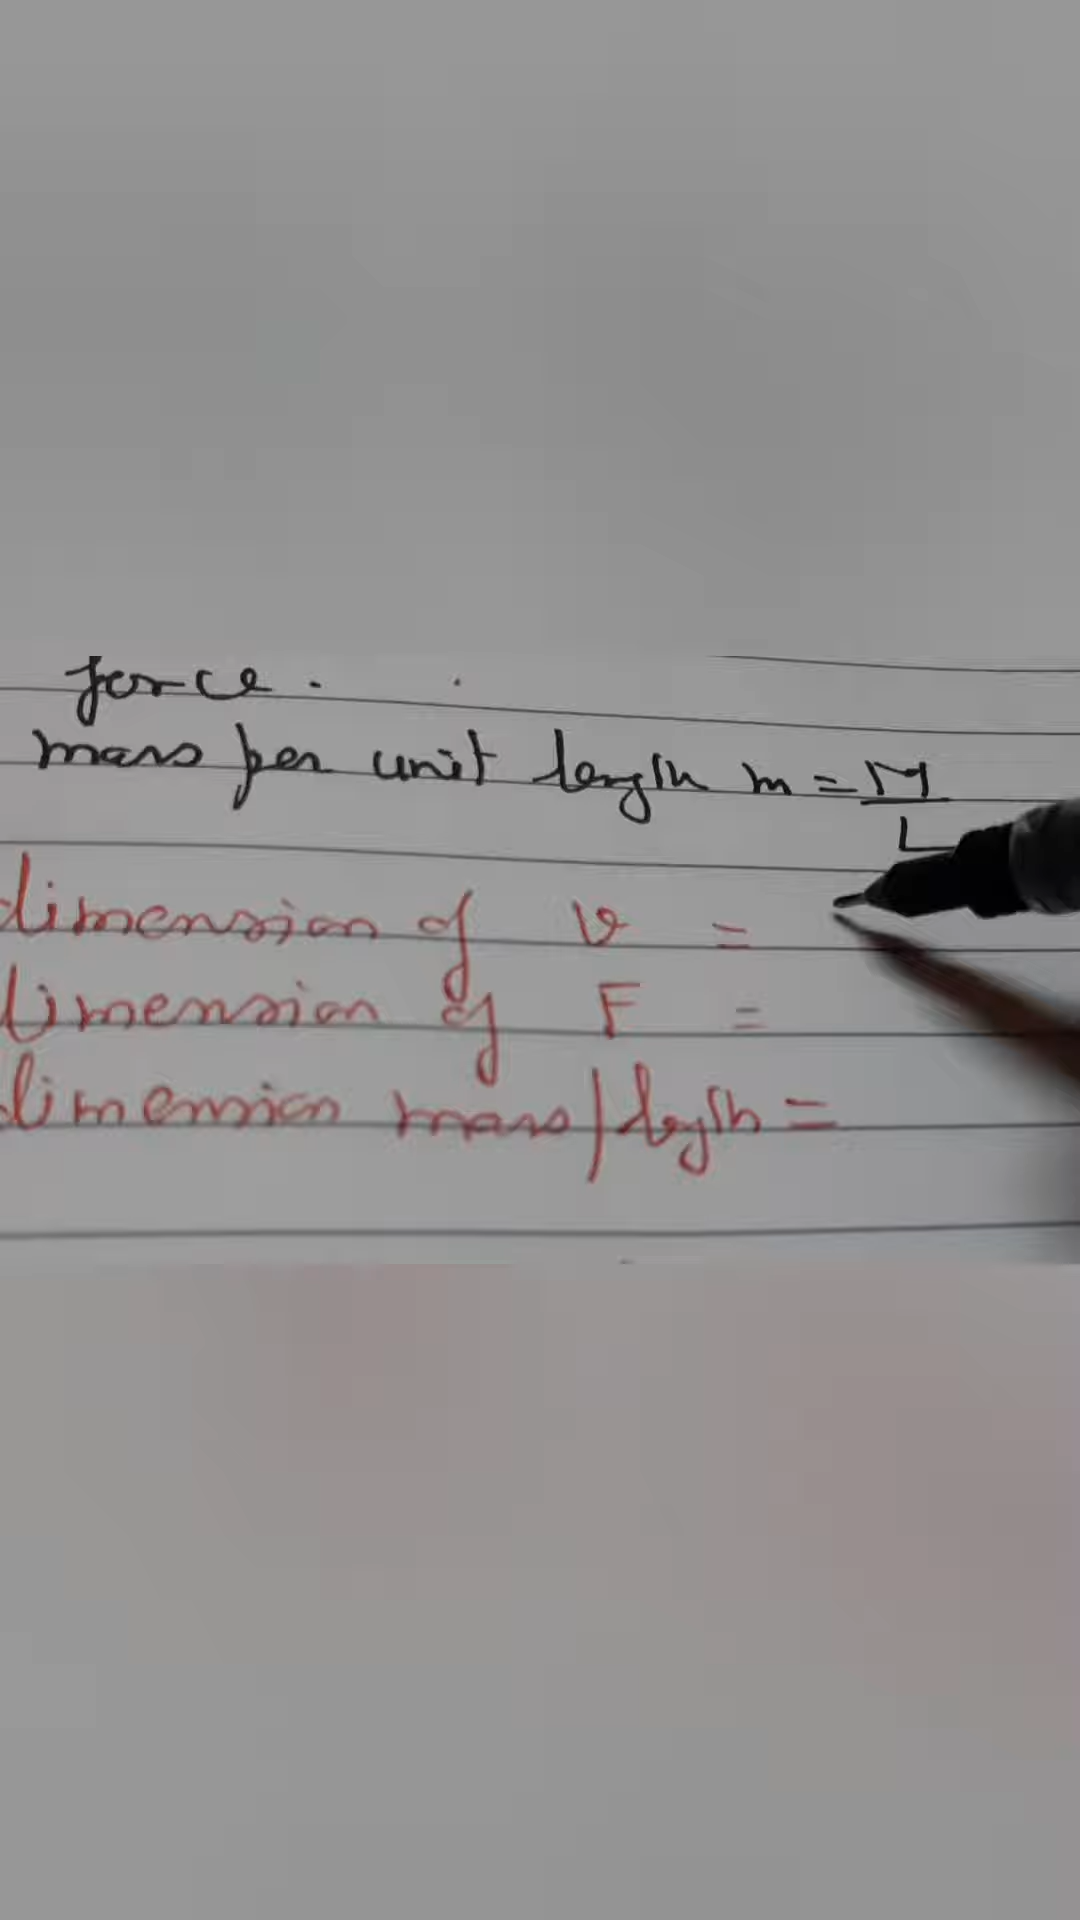 force.
mass per unit length m = M/L
dimension of v =
dimension of F =
dimension mass/length =